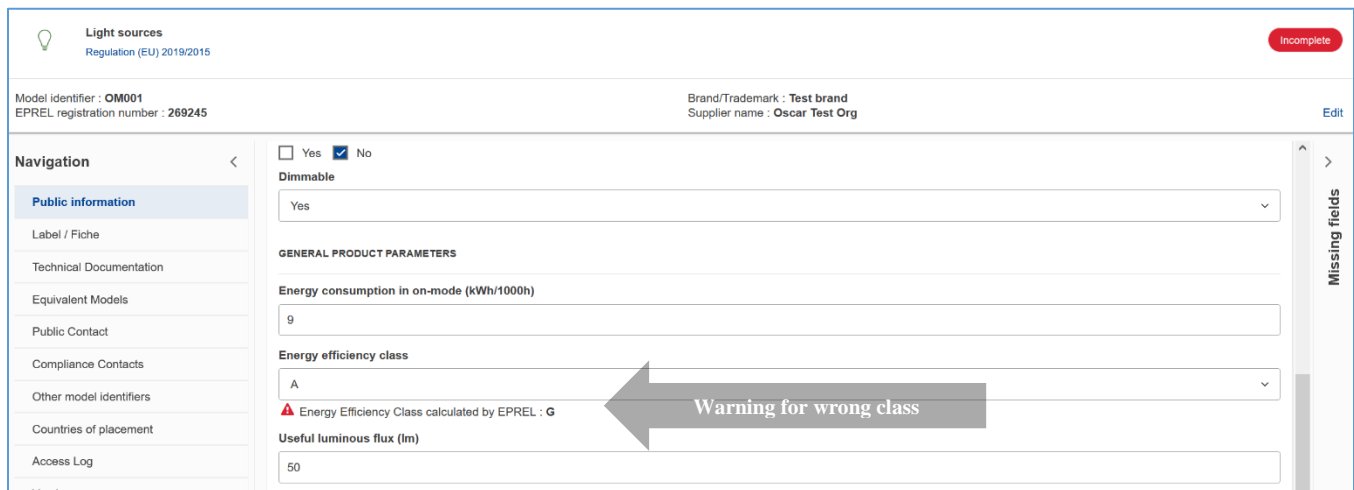 Light sources
Regulation (EU) 2019/2015
Incomplete
Model identifier : OM001
EPREL registration number : 269245
Brand/Trademark : Test brand
Supplier name : Oscar Test Org
Edit
Navigation
Public information
Label / Fiche
Technical Documentation
Equivalent Models
Public Contact
Compliance Contacts
Other model identifiers
Countries of placement
Access Log
Yes No
Dimmable
Yes
GENERAL PRODUCT PARAMETERS
Energy consumption in on-mode (kWh/1000h)
9
Energy efficiency class
A
Energy Efficiency Class calculated by EPREL : G
Warning for wrong class
Useful luminous flux (lm)
50
Missing fields